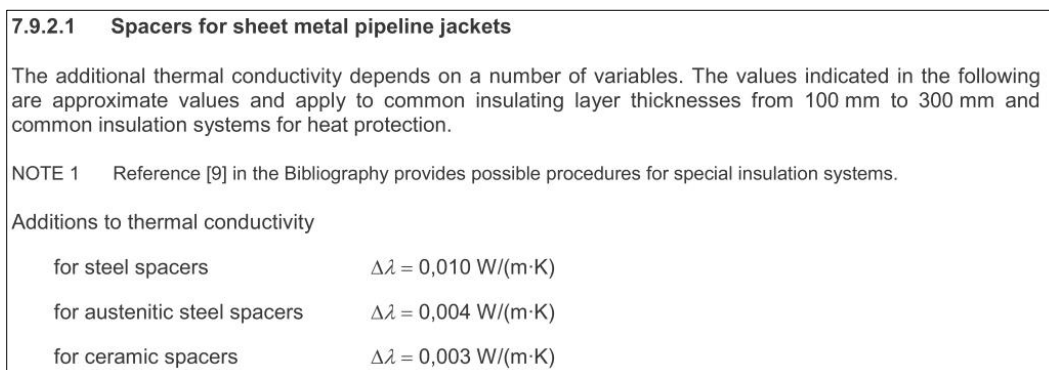 7.9.2.1 Spacers for sheet metal pipeline jackets
The additional thermal conductivity depends on a number of variables. The values indicated in the following
are approximate values and apply to common insulating layer thicknesses from 100 mm to 300 mm and
common insulation systems for heat protection.
NOTE 1 Reference [9] in the Bibliography provides possible procedures for special insulation systems.
Additions to thermal conductivity
for steel spacers Δλ = 0,010 W/(m·K)
for austenitic steel spacers Δλ = 0,004 W/(m·K)
for ceramic spacers Δλ = 0,003 W/(m·K)